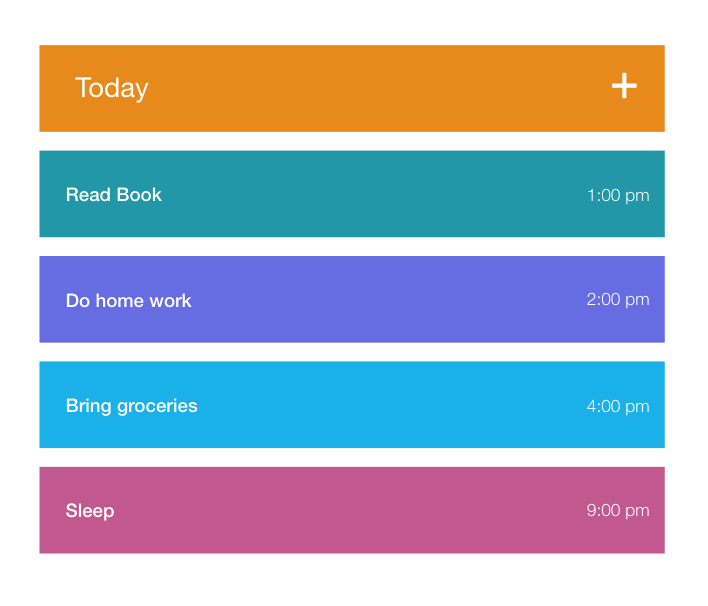 Today +
Read Book 1:00 pm
Do home work 2:00 pm
Bring groceries 4:00 pm
Sleep 9:00 pm